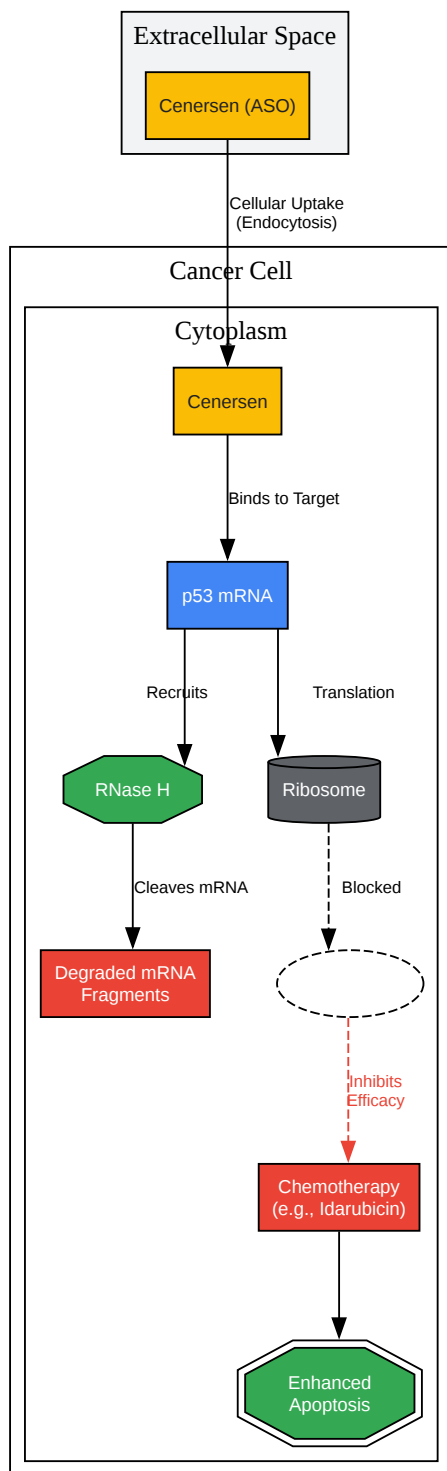 Extracellular Space
Cenersen (ASO)
Cellular Uptake
(Endocytosis)
Cancer Cell
Cytoplasm
Cenersen
Binds to Target
p53 mRNA
Recruits
Translation
RNase H
Ribosome
Cleaves mRNA
Blocked
Degraded mRNA
Fragments
Inhibits
Efficacy
Chemotherapy
(e.g., Idarubicin)
Enhanced
Apoptosis